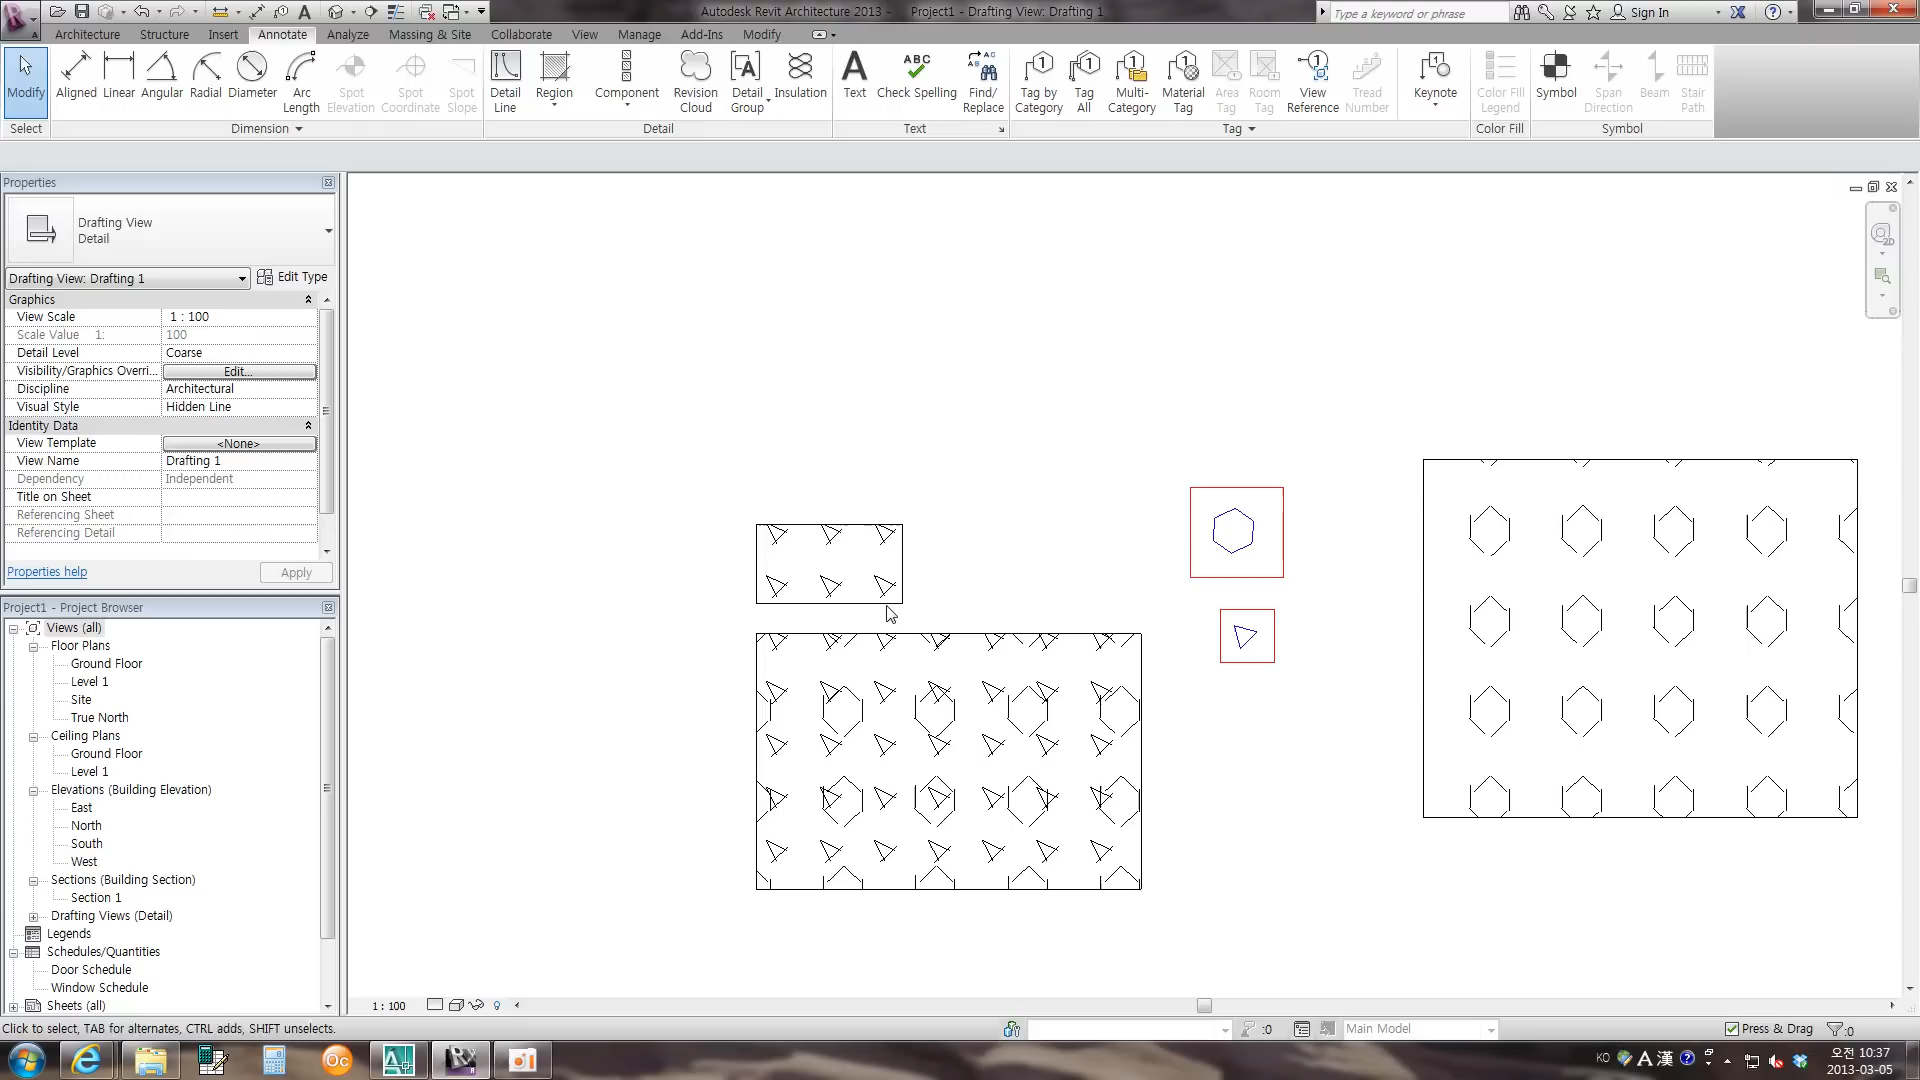 Autodesk Revit Architecture 2013 -    Project1 - Drafting View: Drafting 1
Type a keyword or phrase
Sign In
Architecture Structure Insert Annotate Analyze Massing & Site Collaborate View Manage Add-Ins Modify
Modify
Aligned
Linear
Angular
Radial
Diameter
Arc
Length
Spot
Elevation
Spot
Coordinate
Spot
Slope
Detail
Line
Region
Component
Revision
Cloud
Detail
Group
Insulation
A
Text
ABC
Check Spelling
Find/
Replace
Tag by
Category
Tag
All
Multi-
Category
Material
Tag
Area
Tag
Room
Tag
View
Reference
Tread
Number
Keynote
Color Fill
Legend
Symbol
Span
Direction
Beam
Stair
Path
Select
Dimension
Detail
Text
Tag
Color Fill
Symbol
Properties
Drafting View
Detail
Drafting View: Drafting 1
Edit Type
Graphics
View Scale 1 : 100
Scale Value 1: 100
Detail Level Coarse
Visibility/Graphics Overri... Edit...
Discipline Architectural
Visual Style Hidden Line
Identity Data
View Template <None>
View Name Drafting 1
Dependency Independent
Title on Sheet
Referencing Sheet
Referencing Detail
Properties help
Apply
Project1 - Project Browser
Views (all)
Floor Plans
Ground Floor
Level 1
Site
True North
Ceiling Plans
Ground Floor
Level 1
Elevations (Building Elevation)
East
North
South
West
Sections (Building Section)
Section 1
Drafting Views (Detail)
Legends
Schedules/Quantities
Door Schedule
Window Schedule
Sheets (all)
2D
1 : 100
Click to select, TAB for alternates, CTRL adds, SHIFT unselects.
:0
Main Model
Press & Drag
:0
Oc
KO
A 漢
오전 10:37
2013-03-05